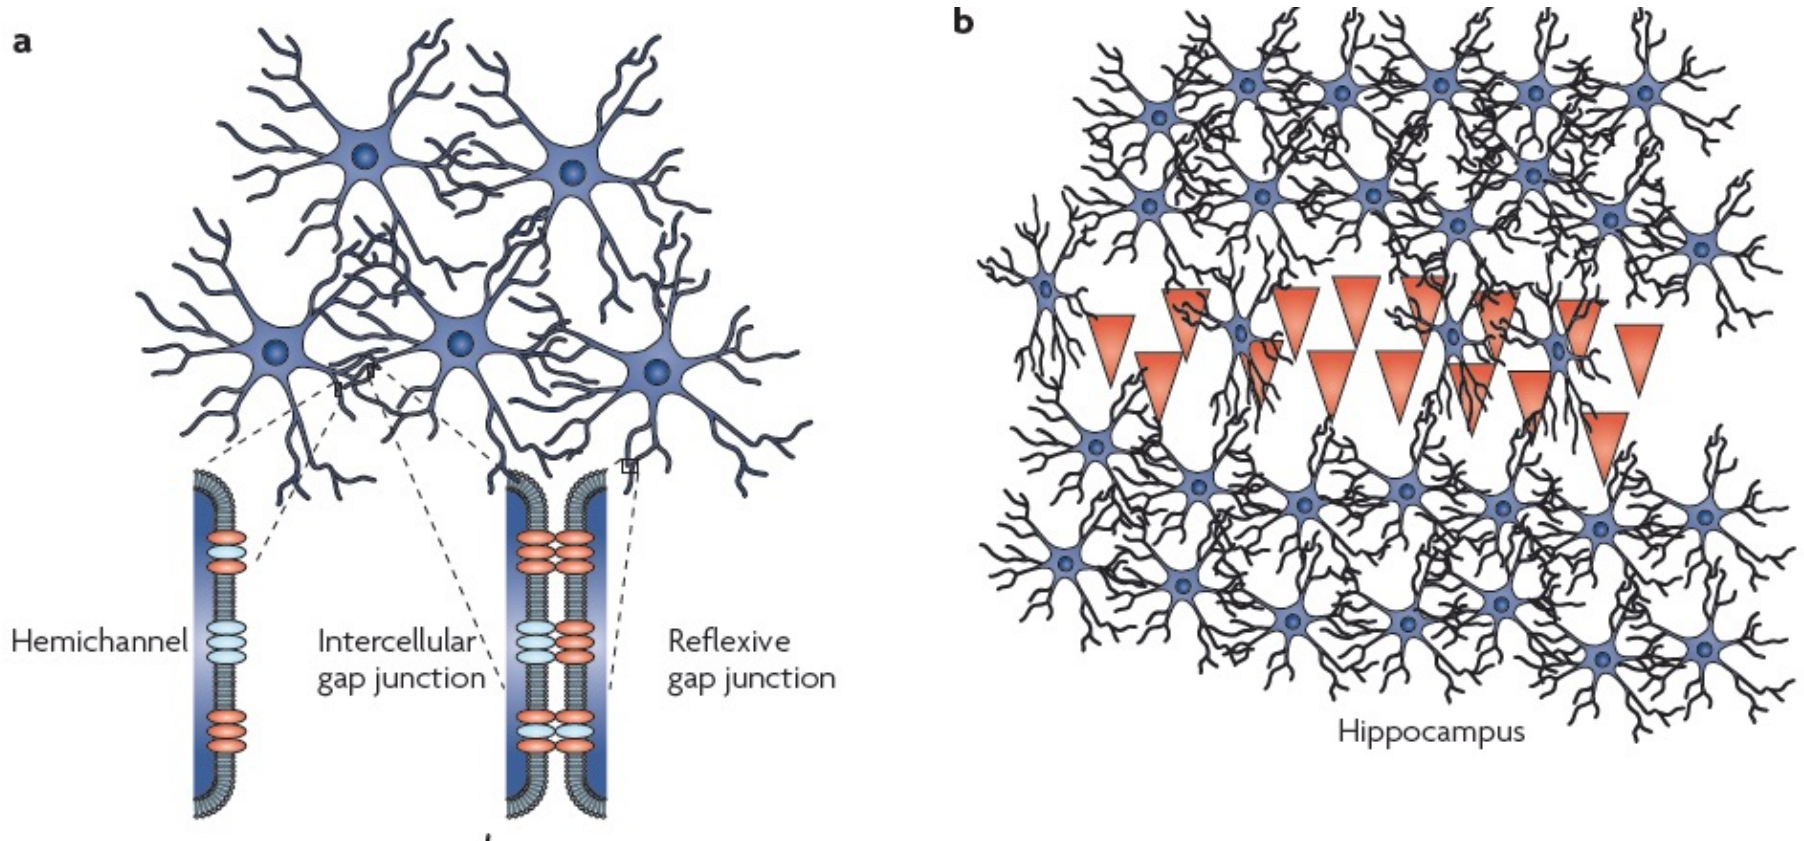 a
b
Hemichannel
Intercellular
gap junction
Reflexive
gap junction
Hippocampus